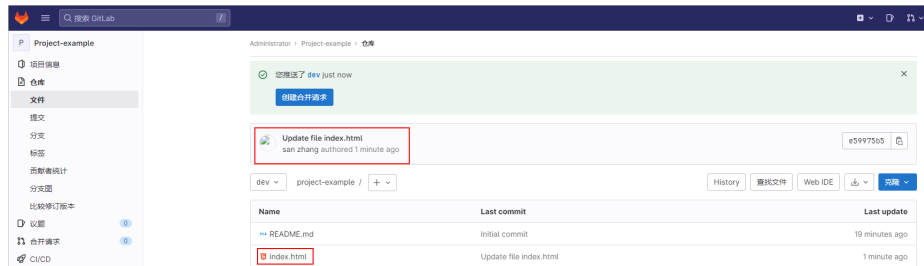 搜索 GitLab /
P Project-example
项目信息
仓库
文件
提交
分支
标签
贡献者统计
分支图
比较修订版本
议题 0
合并请求 0
CI/CD
Administrator > Project-example > 仓库
您推送了 dev just now
创建合并请求
Update file index.html
san zhang authored 1 minute ago
e59975b5
dev project-example / +
History 查找文件 Web IDE 克隆
Name Last commit Last update
README.md Initial commit 19 minutes ago
index.html Update file index.html 1 minute ago